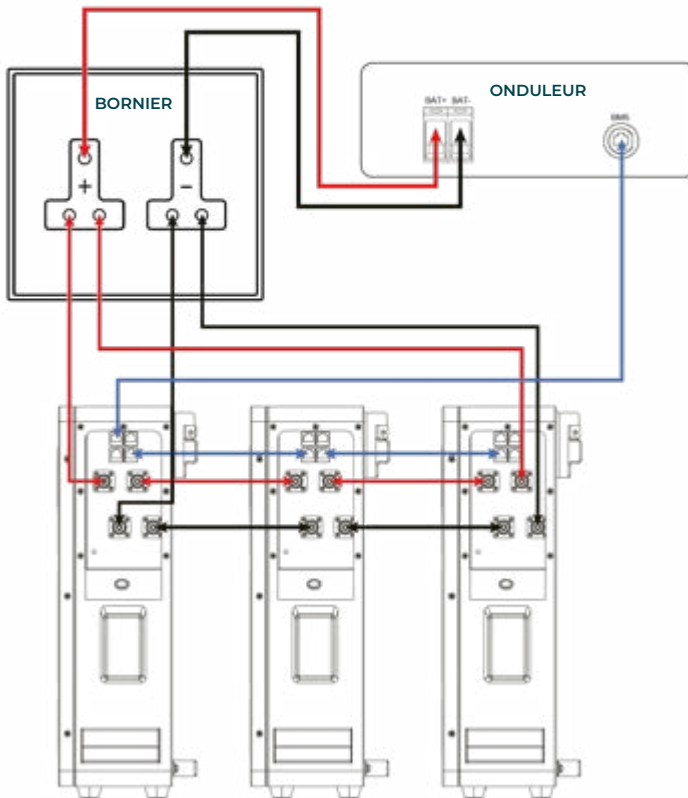 BORNIER
ONDULEUR
BAT+ BAT-
BMS
+
-